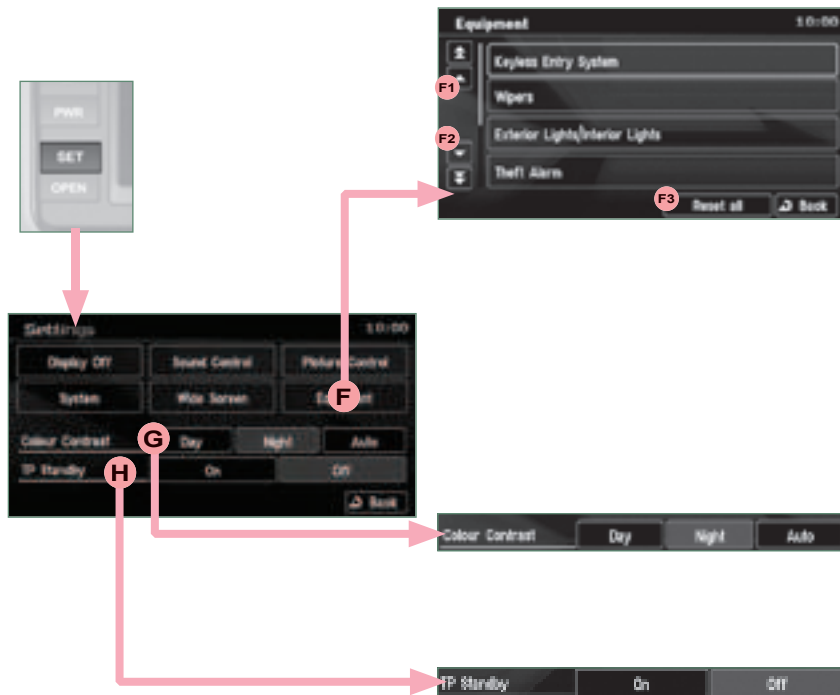 Equipment 10:00
Keyless Entry System
F1
Wipers
F2
Exterior Lights/Interior Lights
Theft Alarm
F3 Reset all Back
PWR
SET
OPEN
Settings 10:00
Display Off Sound Control Picture Control
System Wide Screen F
Colour Contrast G Day Night Auto
TP Standby H On Off
Back
Colour Contrast Day Night Auto
TP Standby On Off